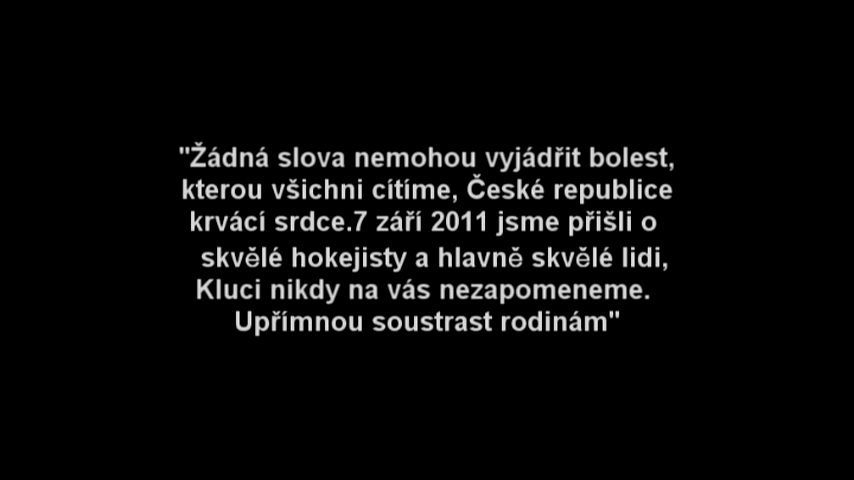 "Žádná slova nemohou vyjádřit bolest,
kterou všichni cítíme, České republice
krvácí srdce.7 září 2011 jsme přišli o
skvělé hokejisty a hlavně skvělé lidi,
Kluci nikdy na vás nezapomeneme.
Upřímnou soustrast rodinám"